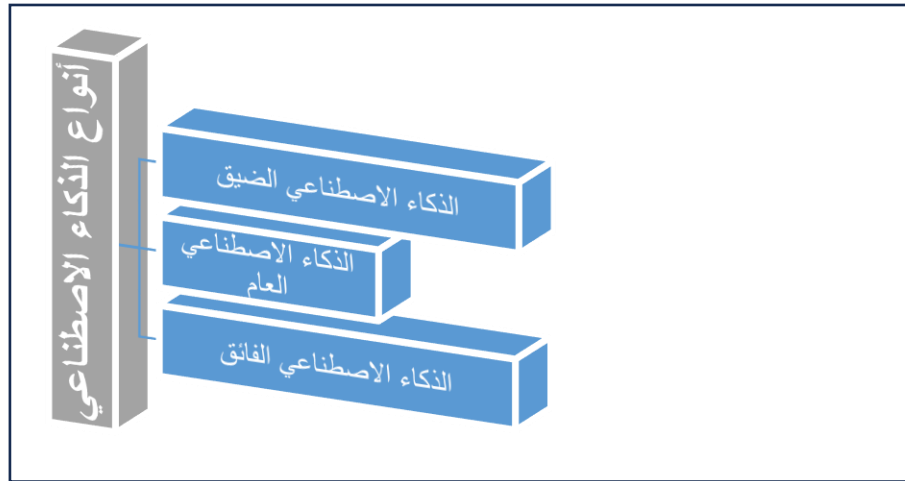 أنواع الذكاء الاصطناعي
الذكاء الاصطناعي الضيق
الذكاء الاصطناعي
العام
الذكاء الاصطناعي الفائق